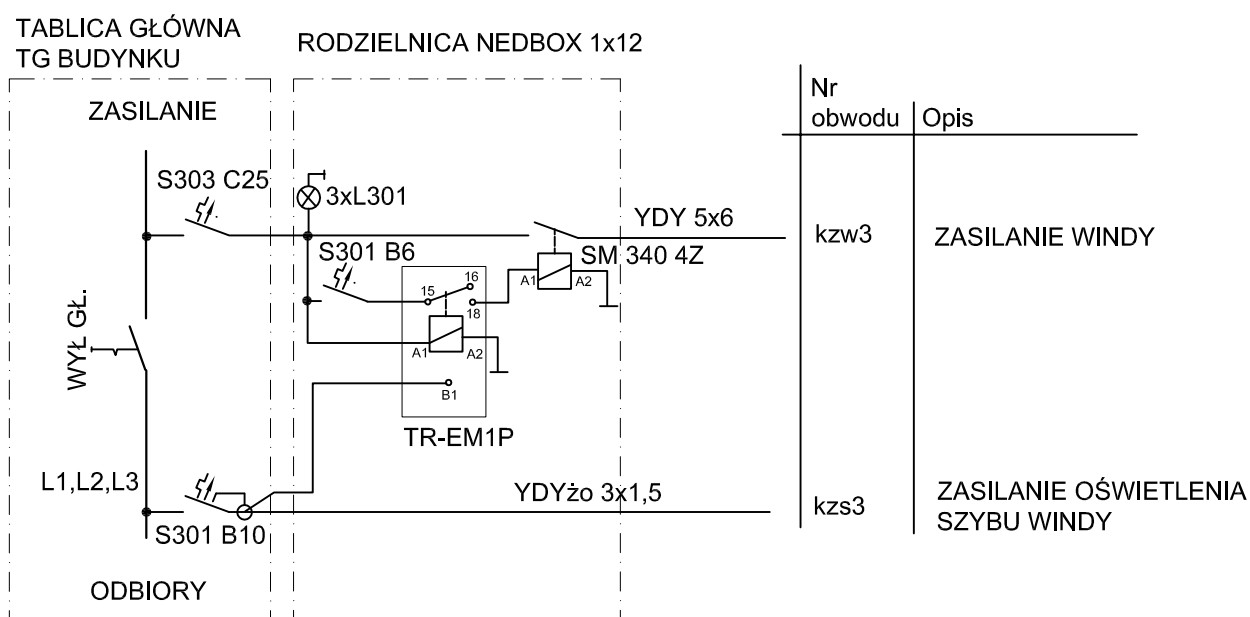 TABLICA GŁÓWNA
TG BUDYNKU
RODZIELNICA NEDBOX 1x12
ZASILANIE
Nr
obwodu
Opis
S303 C25
3xL301
S301 B6
YDY 5x6
SM 340 4Z
kzw3
ZASILANIE WINDY
A1
A2
15
16
18
A1
A2
B1
TR-EM1P
WYŁ GŁ.
L1,L2,L3
S301 B10
YDYżo 3x1,5
kzs3
ZASILANIE OŚWIETLENIA
SZYBU WINDY
ODBIORY